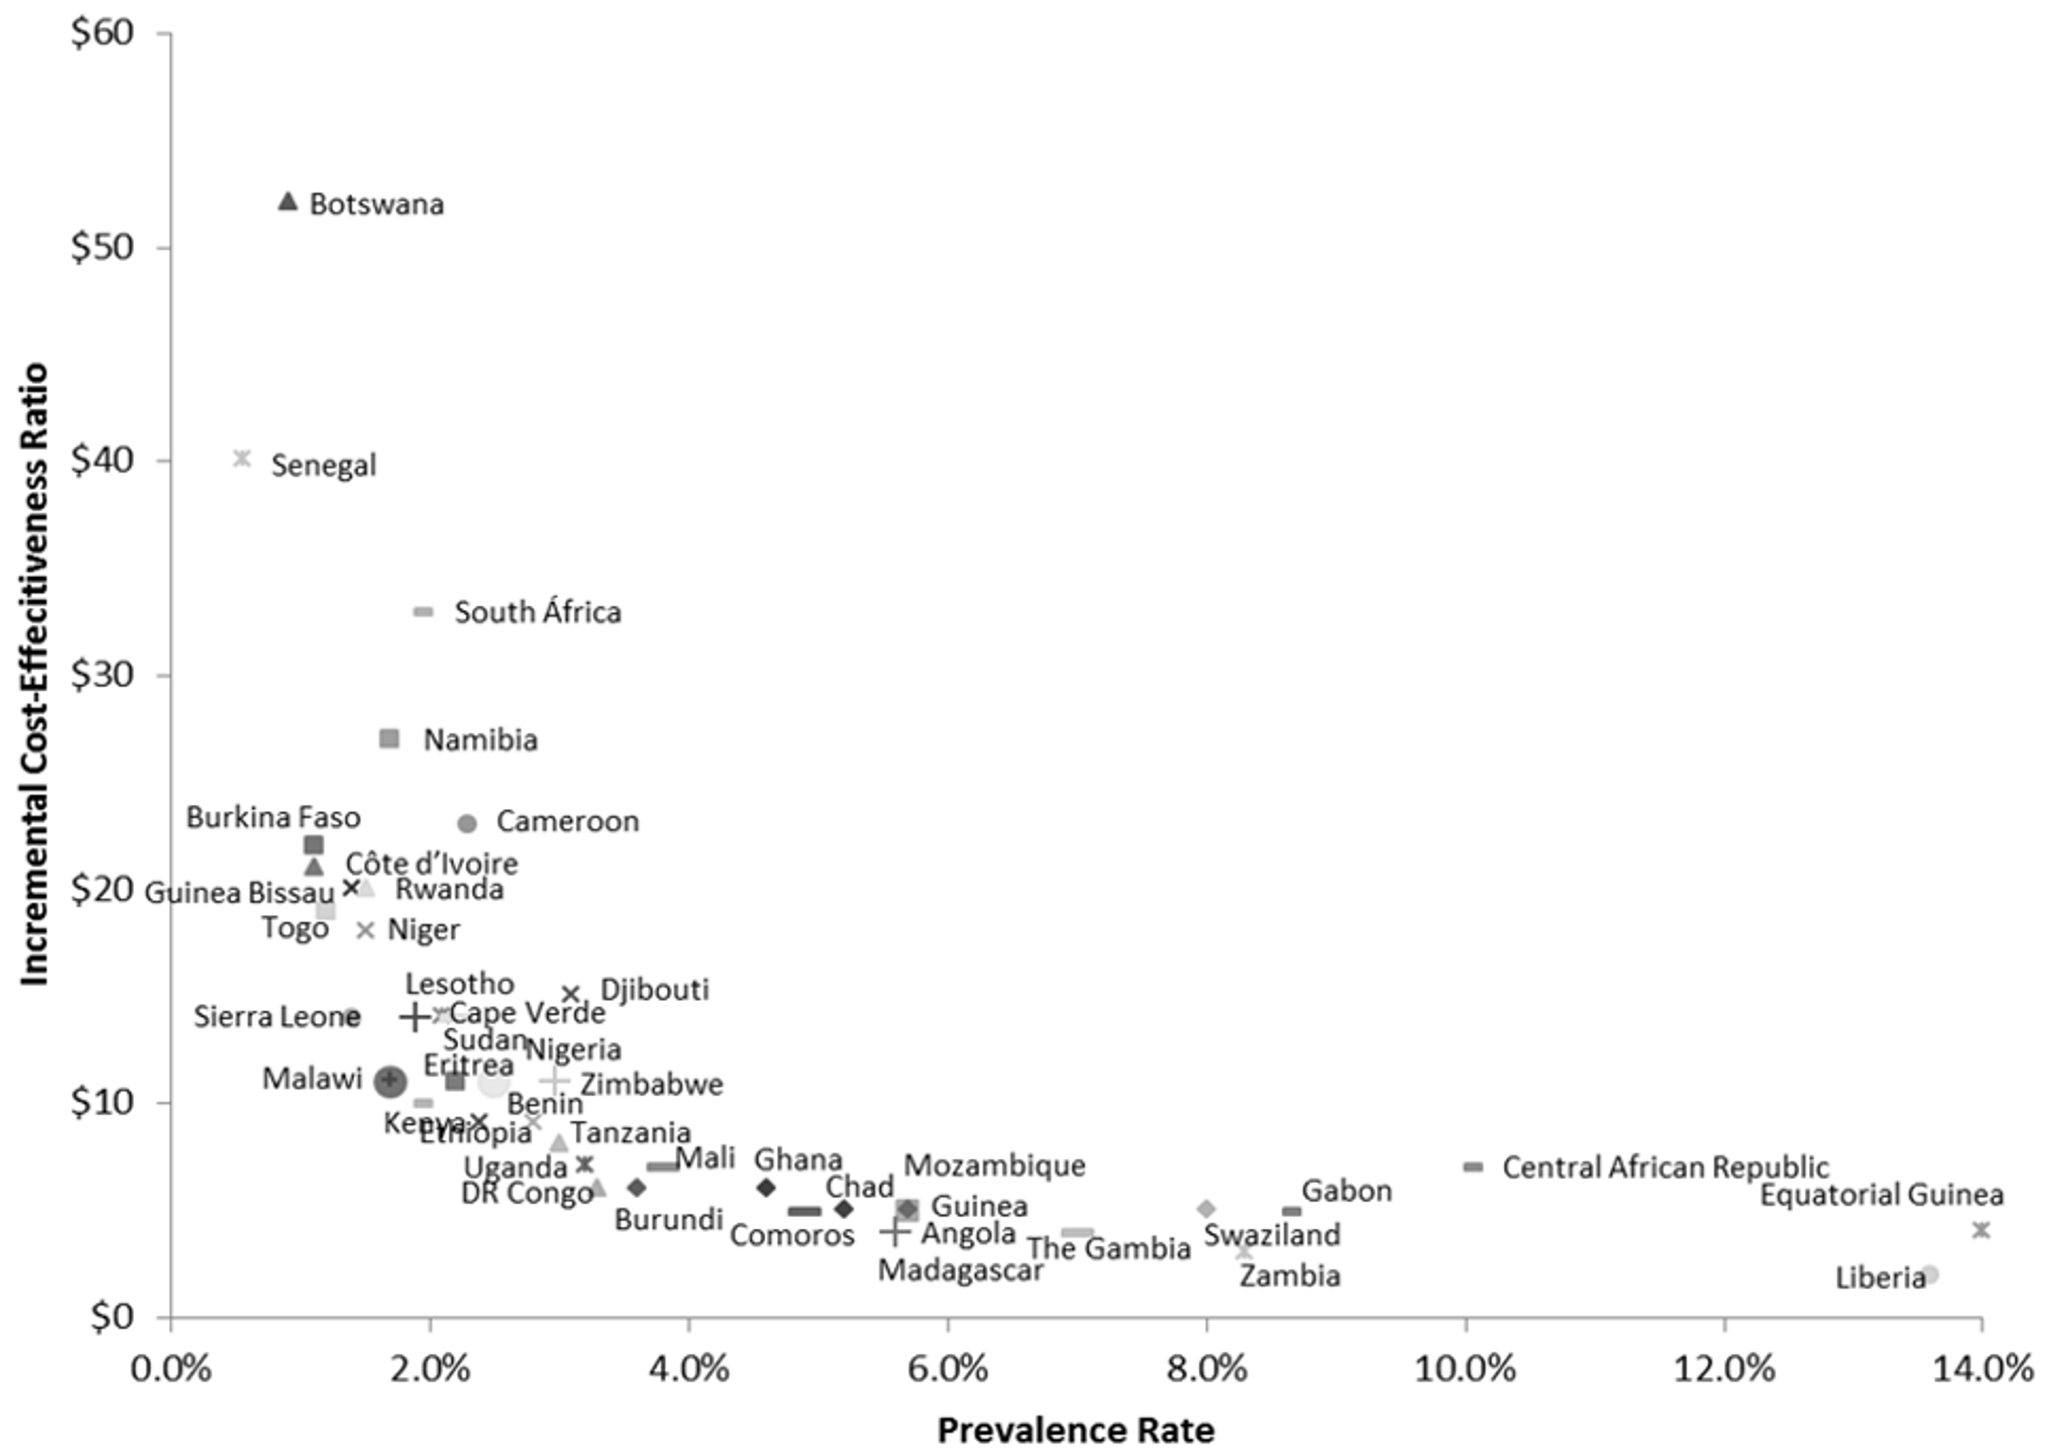 $60
Botswana
$50
$40
Senegal
South África
$30
Namibia
Burkina Faso
Cameroon
Côte d’Ivoire
$20
Guinea Bissau
Rwanda
Togo
Niger
Lesotho
Djibouti
Sierra Leone
Cape Verde
Sudan
Nigeria
Eritrea
Malawi
Zimbabwe
$10
Benin
Kenya
Ethiopia
Tanzania
Uganda
Mali
Ghana
Mozambique
Central African Republic
DR Congo
Chad
Gabon
Equatorial Guinea
Burundi
Guinea
Comoros
Angola
Swaziland
The Gambia
Madagascar
Zambia
Liberia
$0
0.0%
2.0%
4.0%
6.0%
8.0%
10.0%
12.0%
14.0%
Prevalence Rate
Incremental Cost-Effecitiveness Ratio